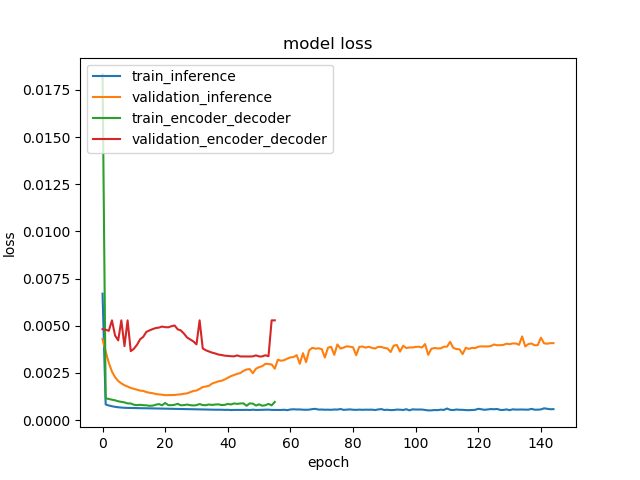 model loss
train_inference
validation_inference
train_encoder_decoder
validation_encoder_decoder
loss
0.0175
0.0150
0.0125
0.0100
0.0075
0.0050
0.0025
0.0000
0 20 40 60 80 100 120 140
epoch